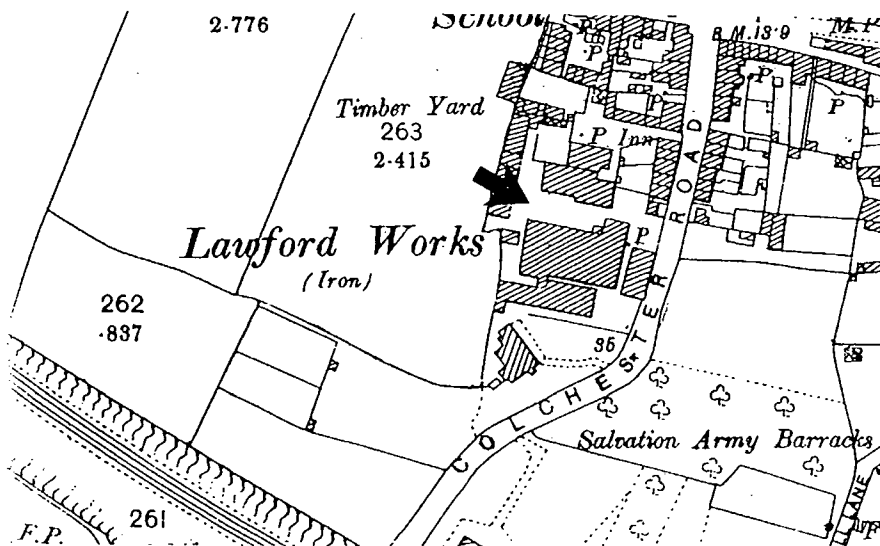 2·776
School
B.M.13·9
M.P
P
P
P
P
P
Timber Yard
263
2·415
P Inn
Lawford Works
(Iron)
P
COLCHESTER ROAD
262
·837
35
Salvation Army Barracks
LANE
261
F.P.